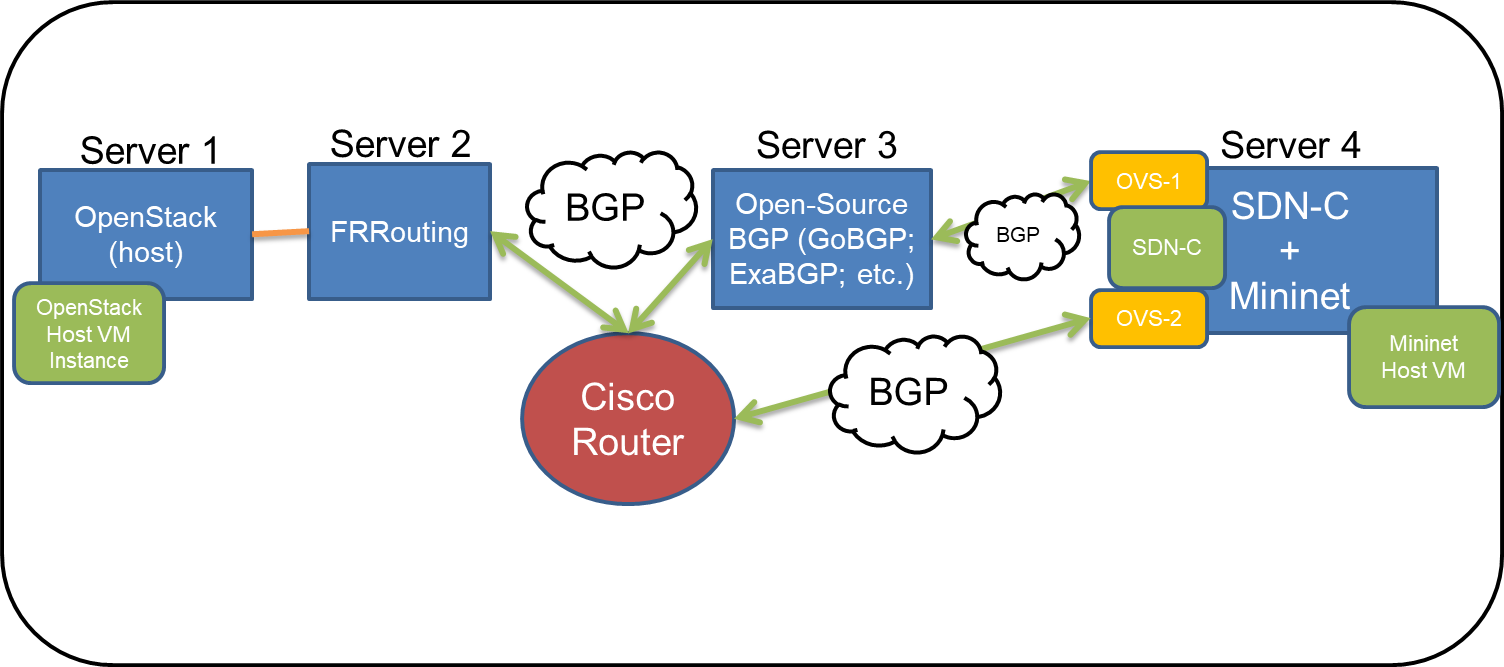 Server 1
OpenStack
(host)
OpenStack
Host VM
Instance
Server 2
FRRouting
BGP
Cisco
Router
Server 3
Open-Source
BGP (GoBGP;
ExaBGP; etc.)
BGP
BGP
Server 4
OVS-1
SDN-C
OVS-2
SDN-C
+
Mininet
Mininet
Host VM